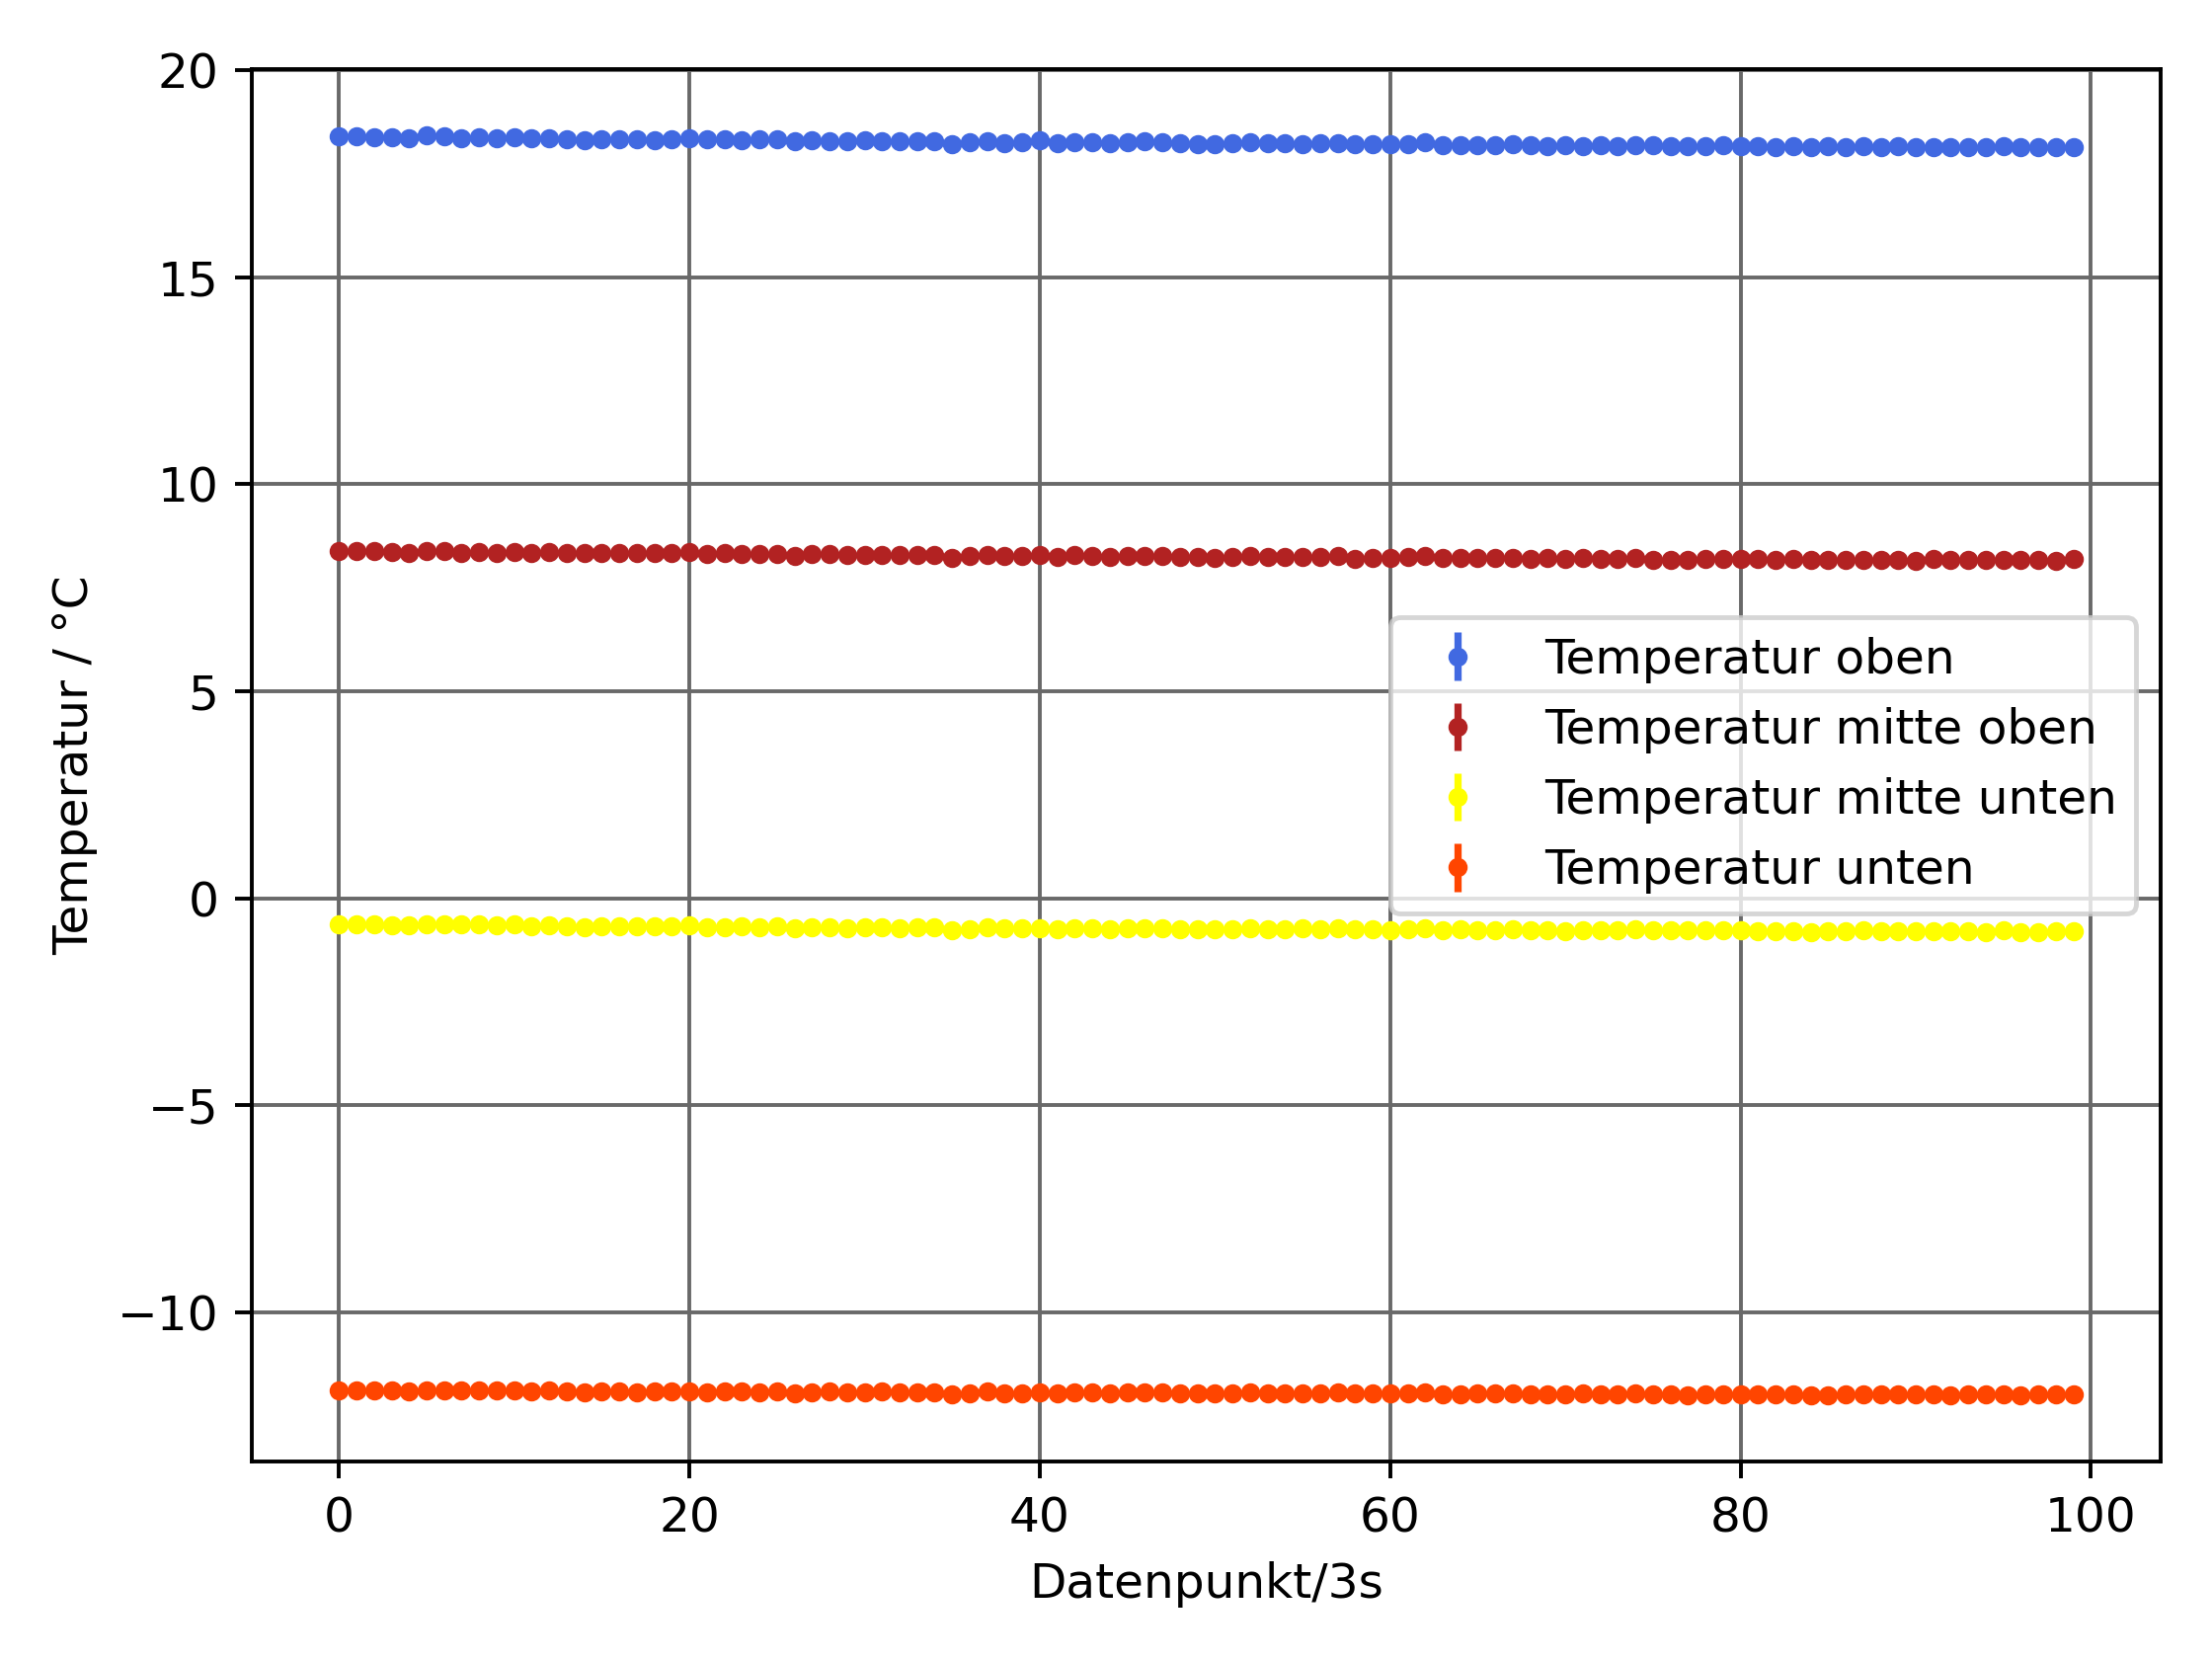 20
15
10
5
0
−5
−10
Temperatur / °C
Temperatur oben
Temperatur mitte oben
Temperatur mitte unten
Temperatur unten
0 20 40 60 80 100
Datenpunkt/3s